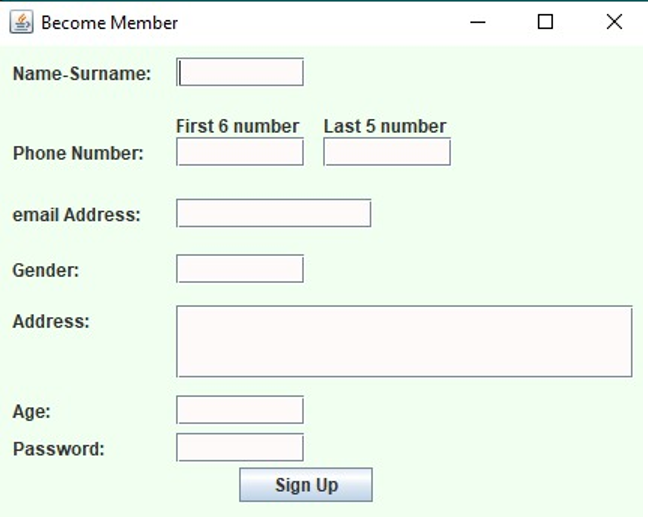 Become Member
Name-Surname:
First 6 number Last 5 number
Phone Number:
email Address:
Gender:
Address:
Age:
Password:
Sign Up